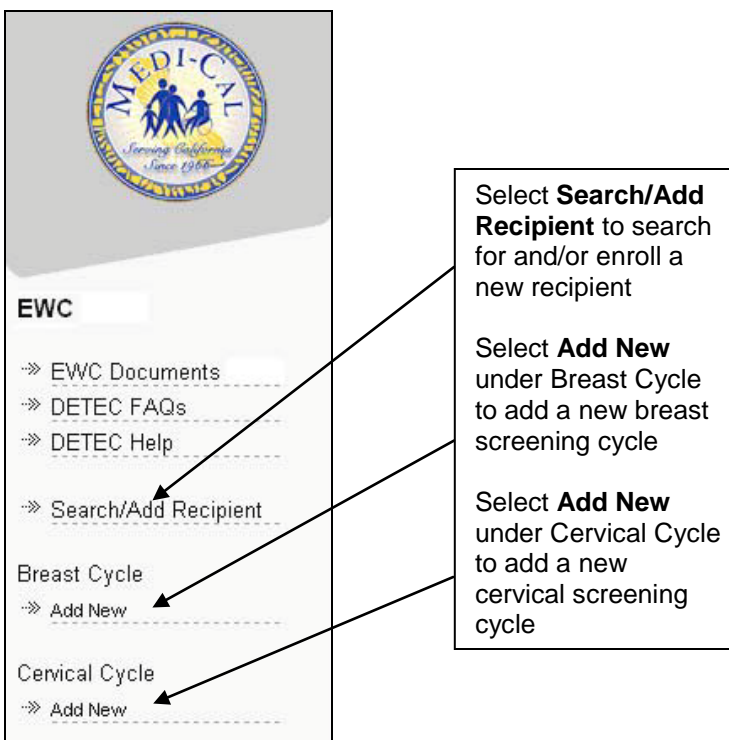 MEDI-CAL
Serving California
Since 1966
EWC
EWC Documents
DETEC FAQs
DETEC Help
Search/Add Recipient
Breast Cycle
Add New
Cervical Cycle
Add New
Select Search/Add
Recipient to search
for and/or enroll a
new recipient
Select Add New
under Breast Cycle
to add a new breast
screening cycle
Select Add New
under Cervical Cycle
to add a new
cervical screening
cycle